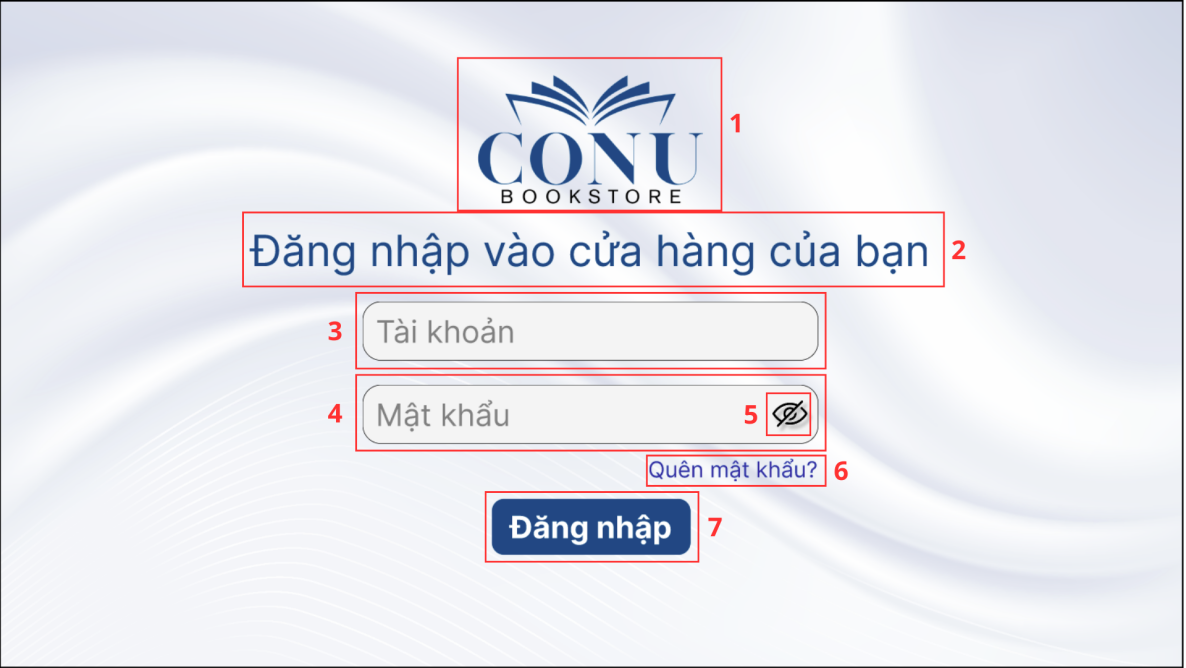 CONU
1
BOOKSTORE
Đăng nhập vào cửa hàng của bạn
2
3
Tài khoản
4
Mật khẩu
5
Quên mật khẩu?
6
Đăng nhập
7